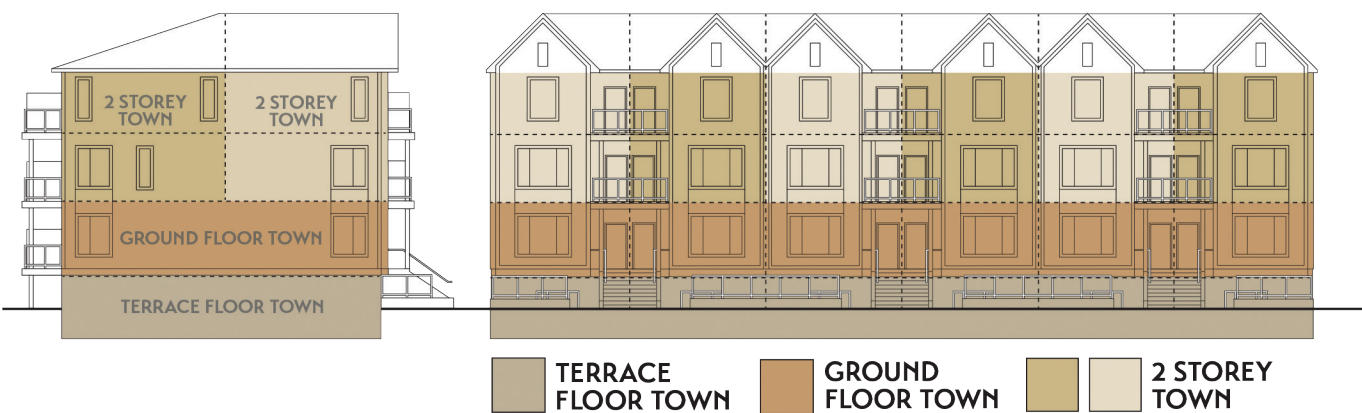 2 STOREY
TOWN
2 STOREY
TOWN
GROUND FLOOR TOWN
TERRACE FLOOR TOWN
TERRACE
FLOOR TOWN
GROUND
FLOOR TOWN
2 STOREY
TOWN